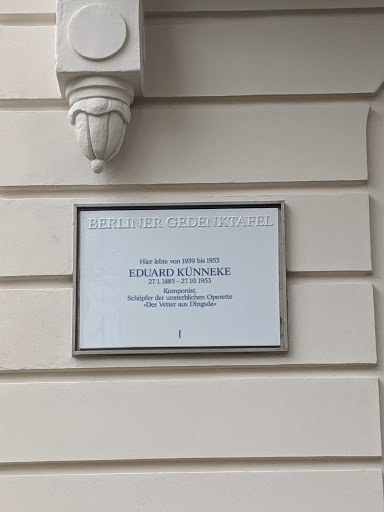 BERLINER GEDENKTAFEL
Hier lebte von 1939 bis 1953
EDUARD KÜNNEKE
27.1.1885 – 27.10.1953
Komponist,
Schöpfer der unsterblichen Operette
»Der Vetter aus Dingsda«